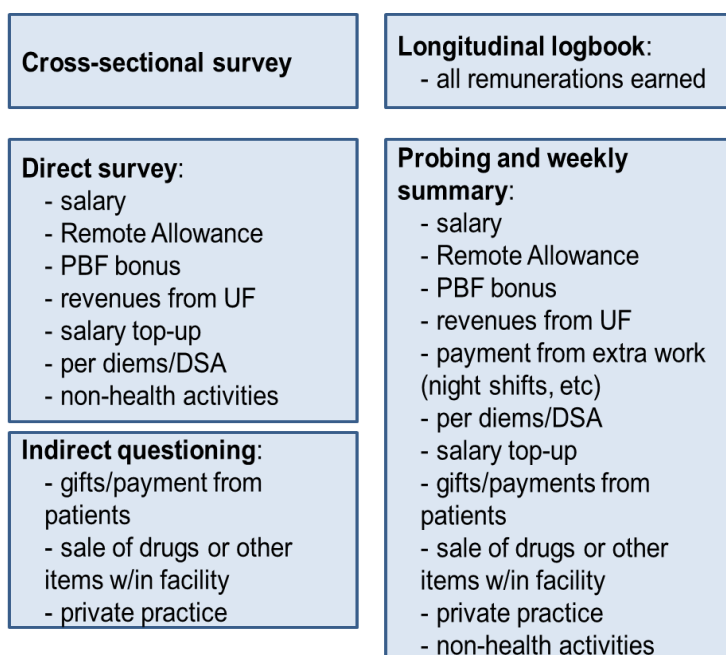 Cross-sectional survey
Direct survey:
- salary
- Remote Allowance
- PBF bonus
- revenues from UF
- salary top-up
- per diems/DSA
- non-health activities
Indirect questioning:
- gifts/payment from
patients
- sale of drugs or other
items w/in facility
- private practice
Longitudinal logbook:
- all remunerations earned
Probing and weekly
summary:
- salary
- Remote Allowance
- PBF bonus
- revenues from UF
- payment from extra work
(night shifts, etc)
- per diems/DSA
- salary top-up
- gifts/payments from
patients
- sale of drugs or other
items w/in facility
- private practice
- non-health activities